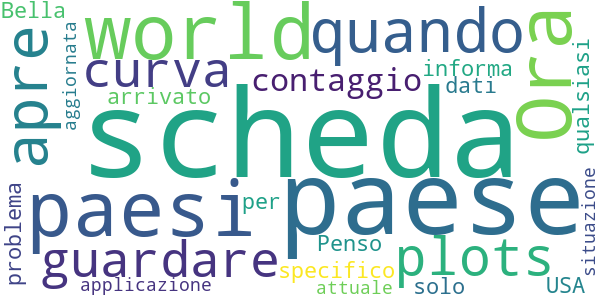 Bella
world
quando
Ora
apre
aggiornata
curva
contaggio
informa
dati
qualsiasi
arrivato
scheda
paesi
paese
per
problema
guardare
Penso
plots
specifico
situazione
applicazione
attuale
solo
USA